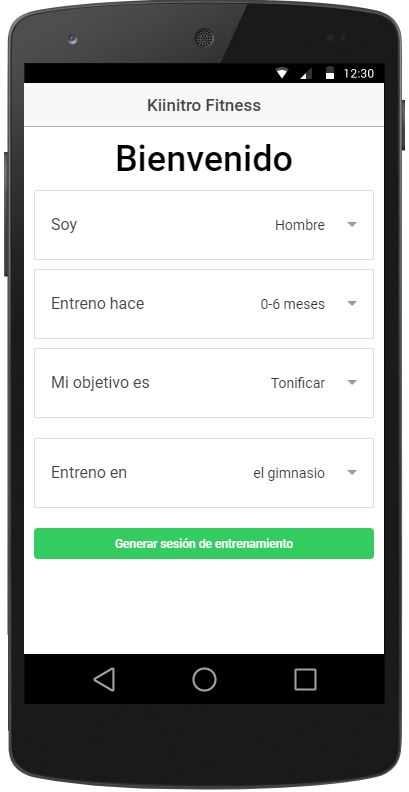 12:30
Kiinitro Fitness
Bienvenido
Soy Hombre
Entreno hace 0-6 meses
Mi objetivo es Tonificar
Entreno en el gimnasio
Generar sesión de entrenamiento